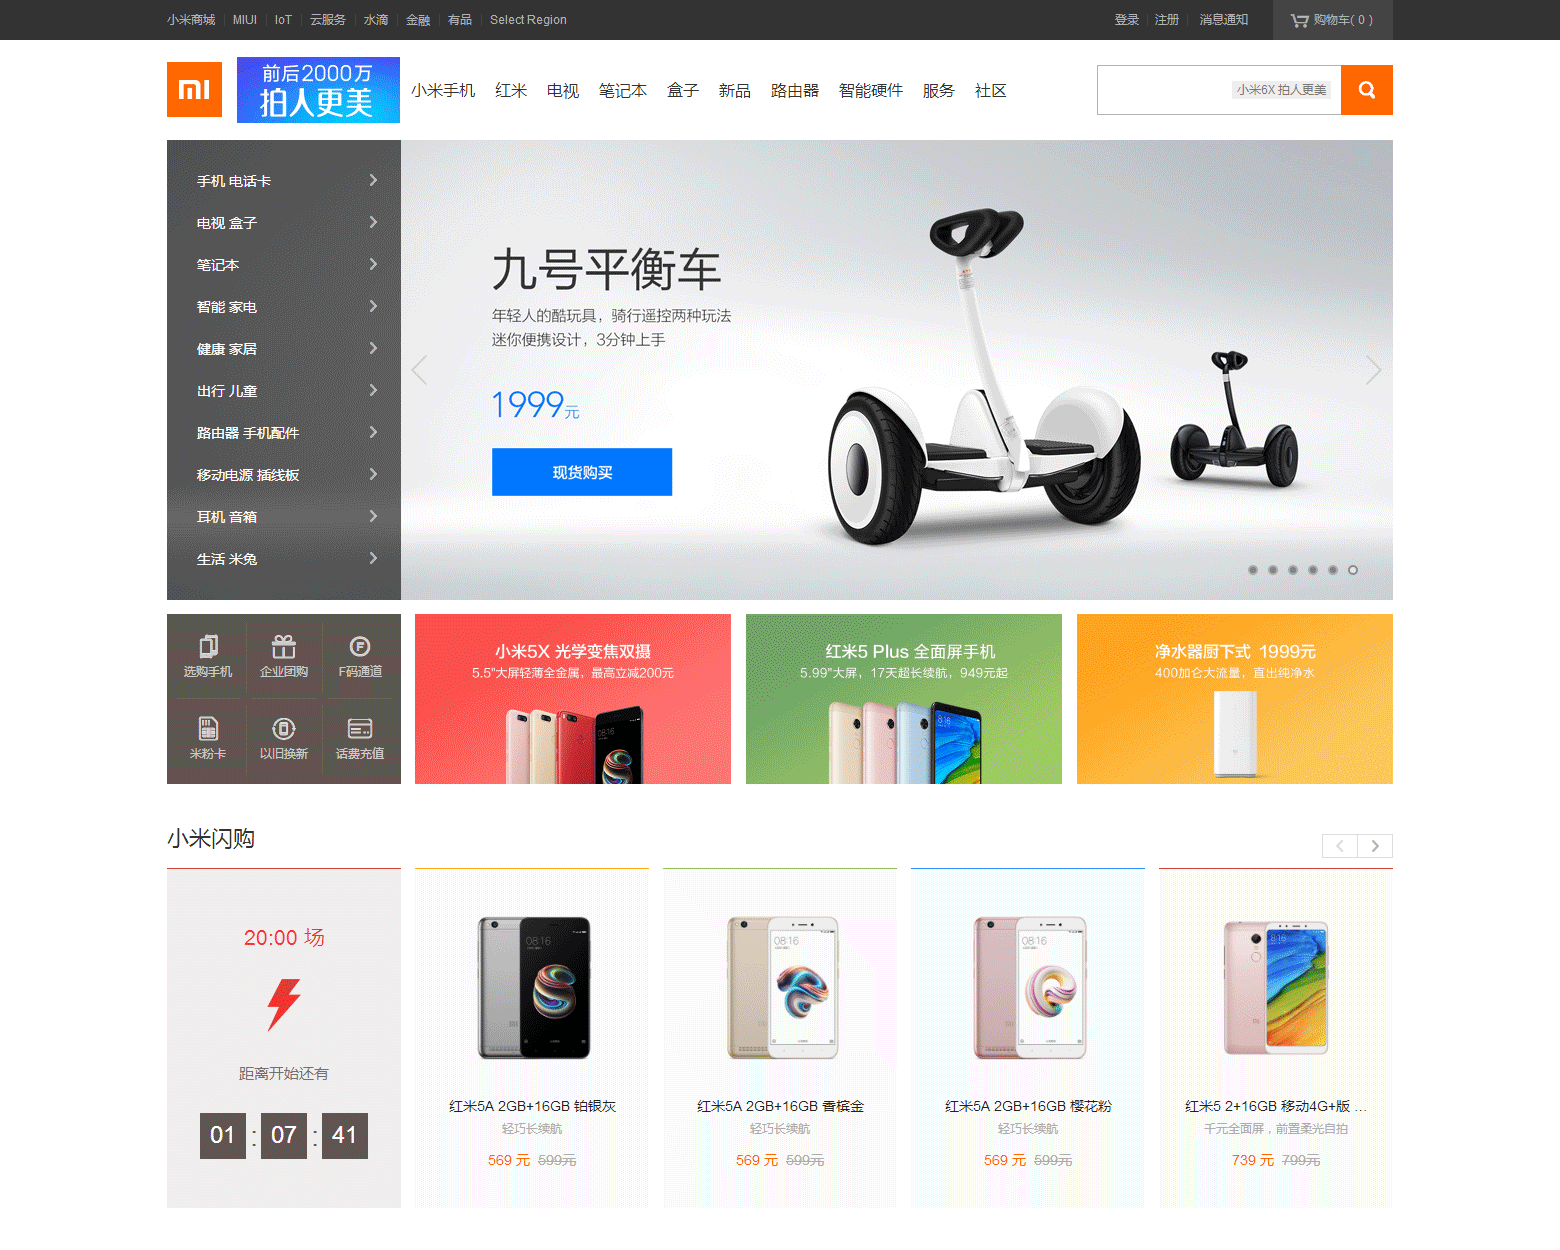 小米商城 MIUI IoT 云服务 水滴 金融 有品 Select Region 登录 注册 消息通知 购物车( 0 )
前后2000万
拍人更美
小米手机 红米 电视 笔记本 盒子 新品 路由器 智能硬件 服务 社区
小米6X 拍人更美
手机 电话卡
电视 盒子
笔记本
智能 家电
健康 家居
出行 儿童
路由器 手机配件
移动电源 插线板
耳机 音箱
生活 米兔
九号平衡车
年轻人的酷玩具，骑行遥控两种玩法
迷你便携设计，3分钟上手
1999元
现货购买
选购手机 企业团购 F码通道
米粉卡 以旧换新 话费充值
小米5X 光学变焦双摄
5.5"大屏轻薄全金属，最高立减200元
红米5 Plus 全面屏手机
5.99"大屏，17天超长续航，949元起
净水器厨下式 1999元
400加仑大流量，直出纯净水
小米闪购
20:00 场
距离开始还有
01 : 07 : 41
红米5A 2GB+16GB 铂银灰
轻巧长续航
569 元 599元
红米5A 2GB+16GB 香槟金
轻巧长续航
569 元 599元
红米5A 2GB+16GB 樱花粉
轻巧长续航
569 元 599元
红米5 2+16GB 移动4G+版 ...
千元全面屏，前置柔光自拍
739 元 799元